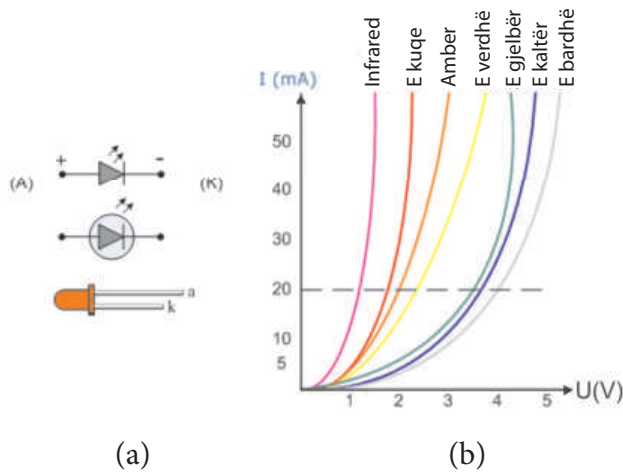 (A)
+
-
(K)
a
k
(a)
Infrared
E kuqe
Amber
E verdhë
E gjelbër
E kaltër
E bardhë
I (mA)
50
40
30
20
10
5
1
2
3
4
5
U(V)
(b)